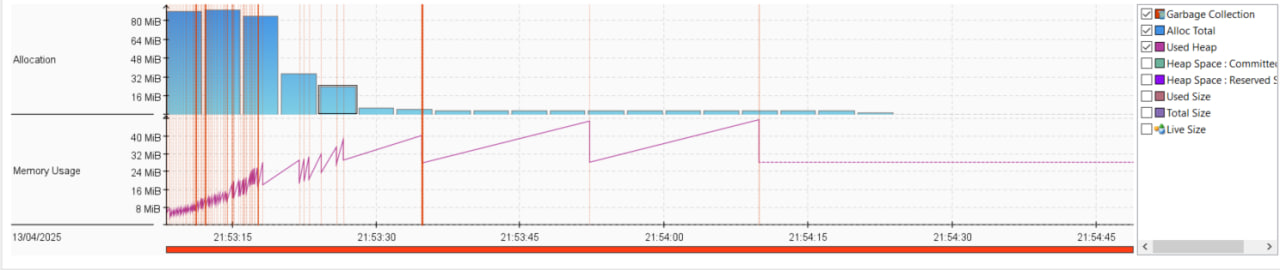 80 MiB
64 MiB
Allocation
48 MiB
32 MiB
16 MiB
40 MiB
32 MiB
Memory Usage
24 MiB
16 MiB
8 MiB
13/04/2025 21:53:15 21:53:30 21:53:45 21:54:00 21:54:15 21:54:30 21:54:45
Garbage Collection
Alloc Total
Used Heap
Heap Space : Committe
Heap Space : Reserved S
Used Size
Total Size
Live Size